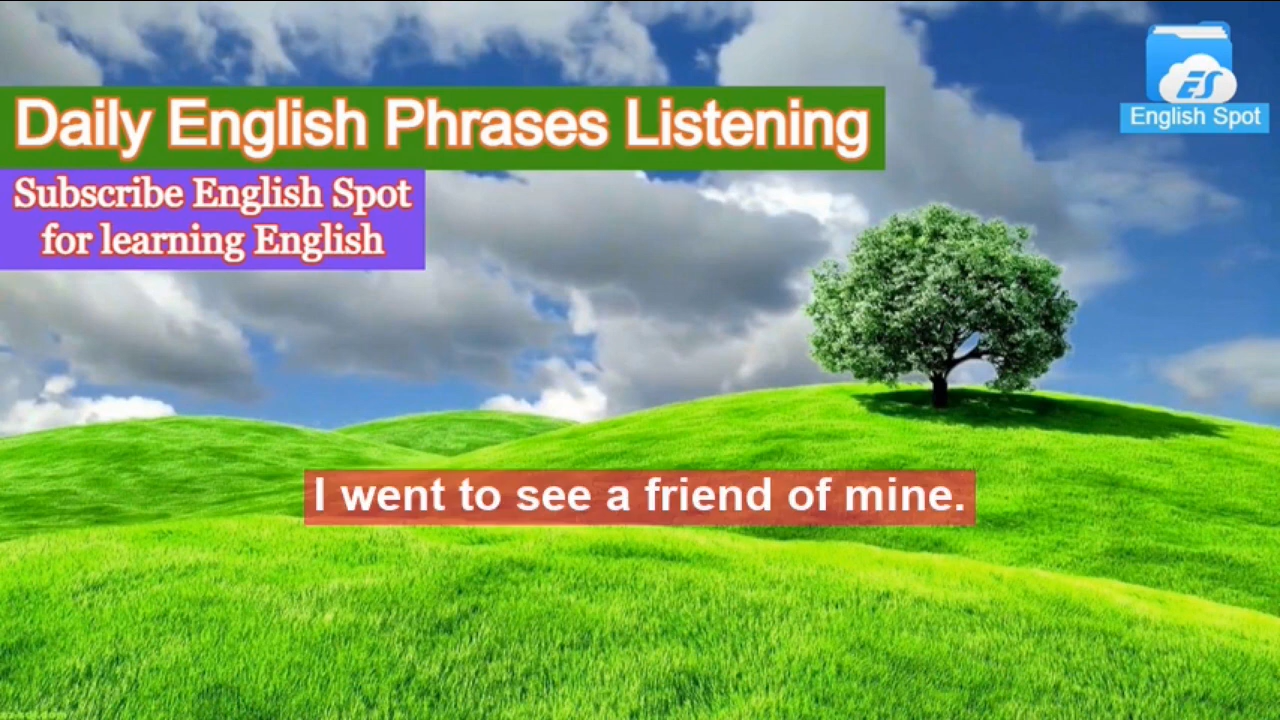 Daily English Phrases Listening
Subscribe English Spot
for learning English
ES
English Spot
I went to see a friend of mine.